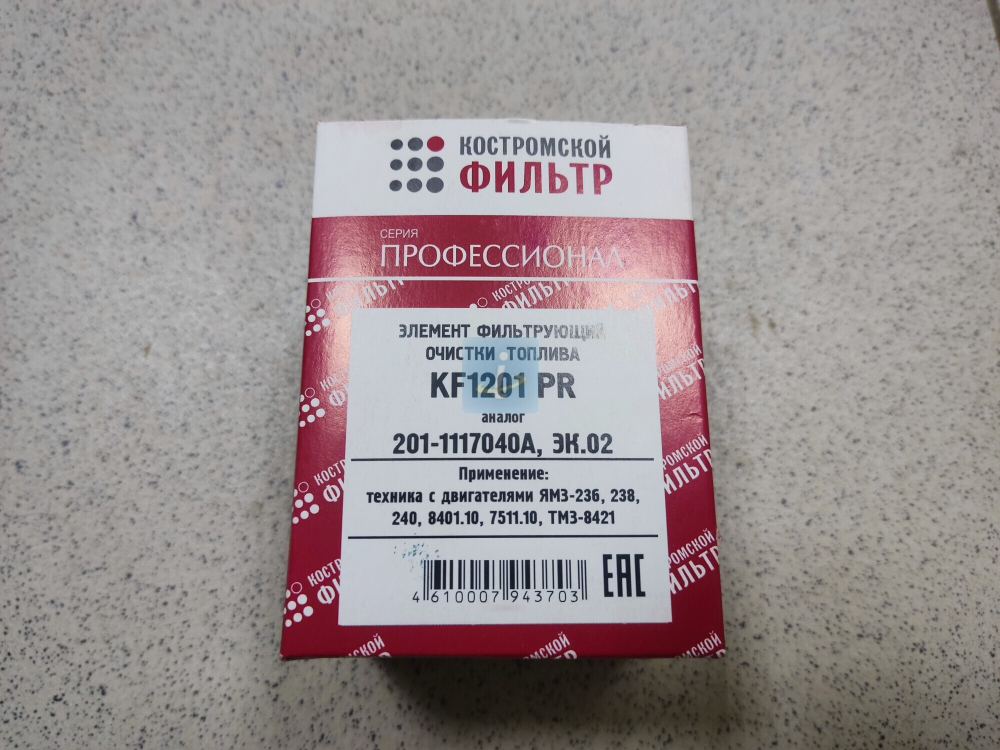 КОСТРОМСКОЙ
ФИЛЬТР
СЕРИЯ
ПРОФЕССИОНАЛ
ЭЛЕМЕНТ ФИЛЬТРУЮЩИЙ
ОЧИСТКИ ТОПЛИВА
KF1201 PR
аналог
201-1117040А, ЭК.02
Применение:
техника с двигателями ЯМЗ-236, 238,
240, 8401.10, 7511.10, ТМЗ-8421
4 610007 943703
EAC